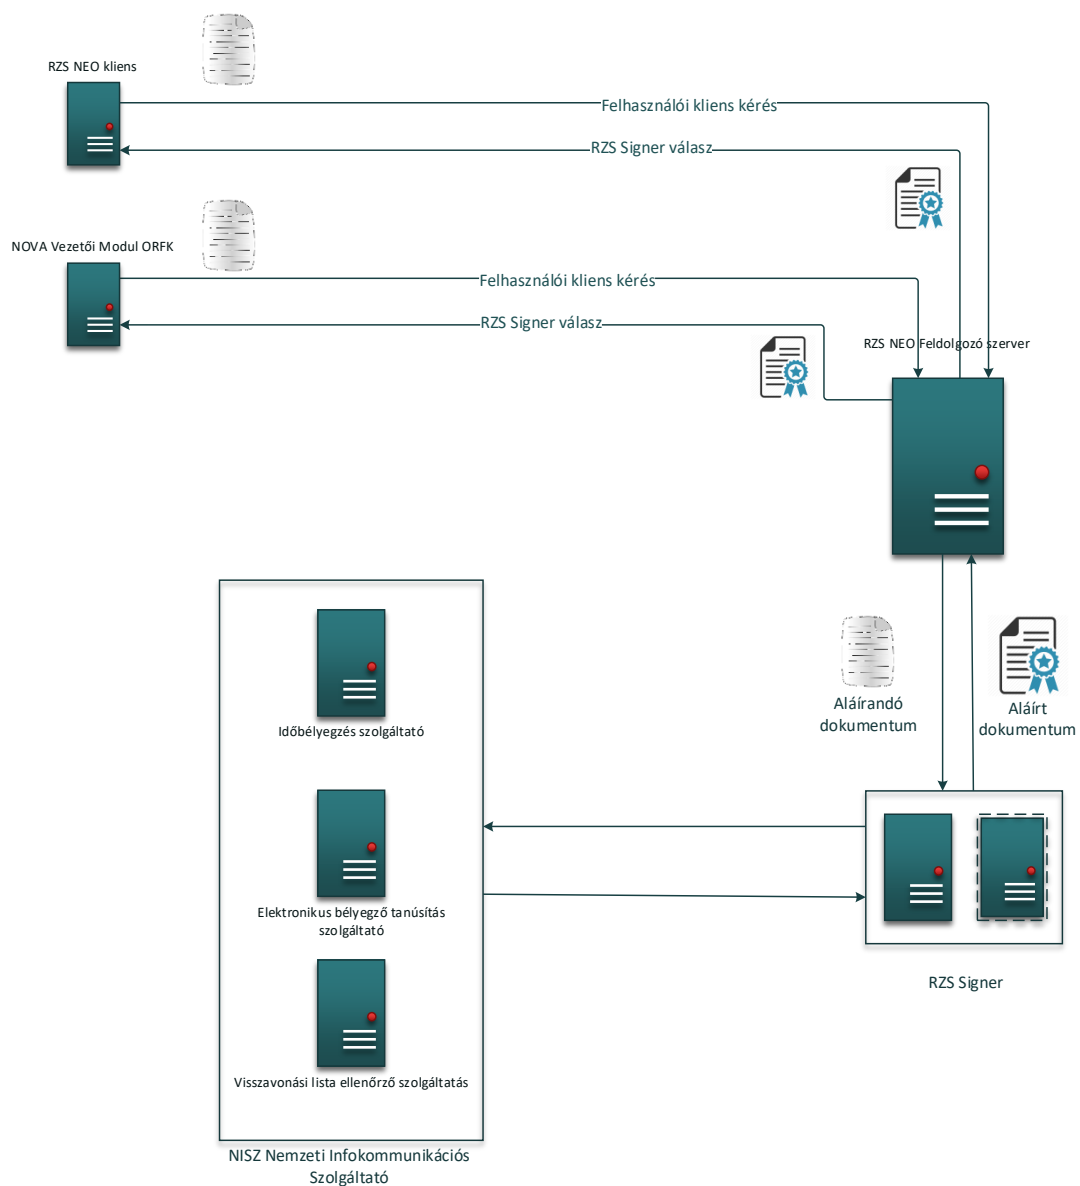 RZS NEO kliens
Felhasználói kliens kérés
RZS Signer válasz
NOVA Vezetői Modul ORFK
Felhasználói kliens kérés
RZS Signer válasz
RZS NEO Feldolgozó szerver
Aláírandó
dokumentum
Aláírt
dokumentum
Időbélyegzés szolgáltató
Elektronikus bélyegző tanúsítás
szolgáltató
Visszavonási lista ellenőrző szolgáltatás
RZS Signer
NISZ Nemzeti Infokommunikációs
Szolgáltató